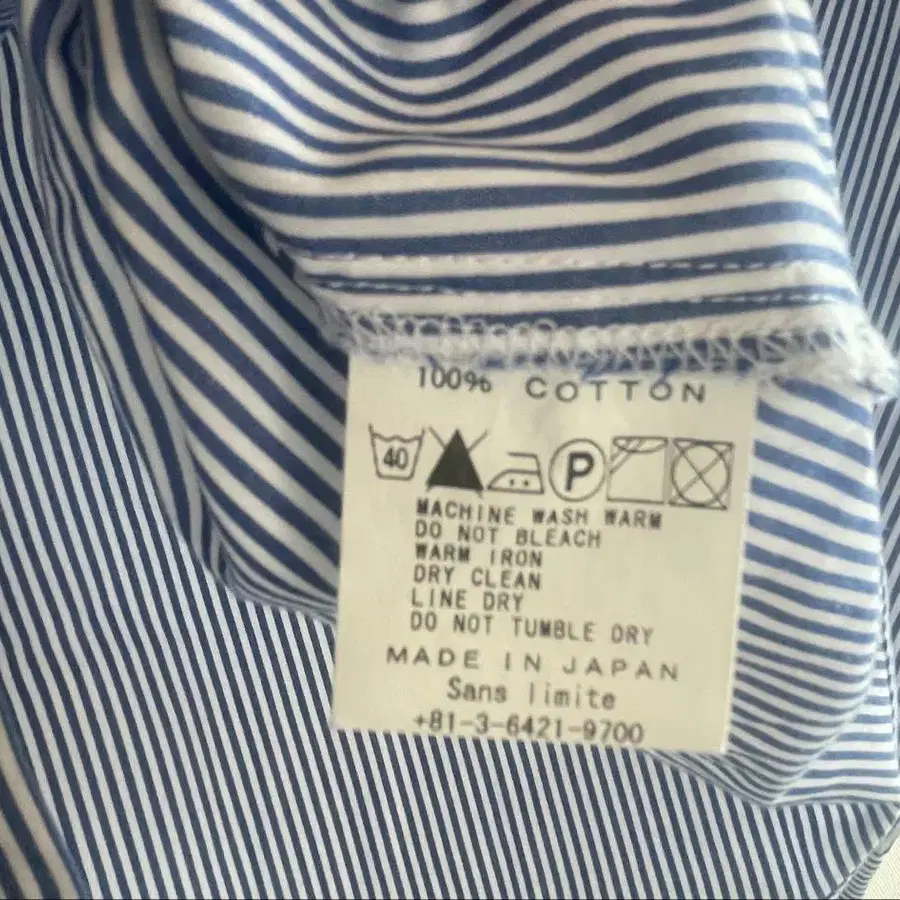 100% COTTON
40 P
MACHINE WASH WARM
DO NOT BLEACH
WARM IRON
DRY CLEAN
LINE DRY
DO NOT TUMBLE DRY
MADE IN JAPAN
Sans limite
+81-3-6421-9700